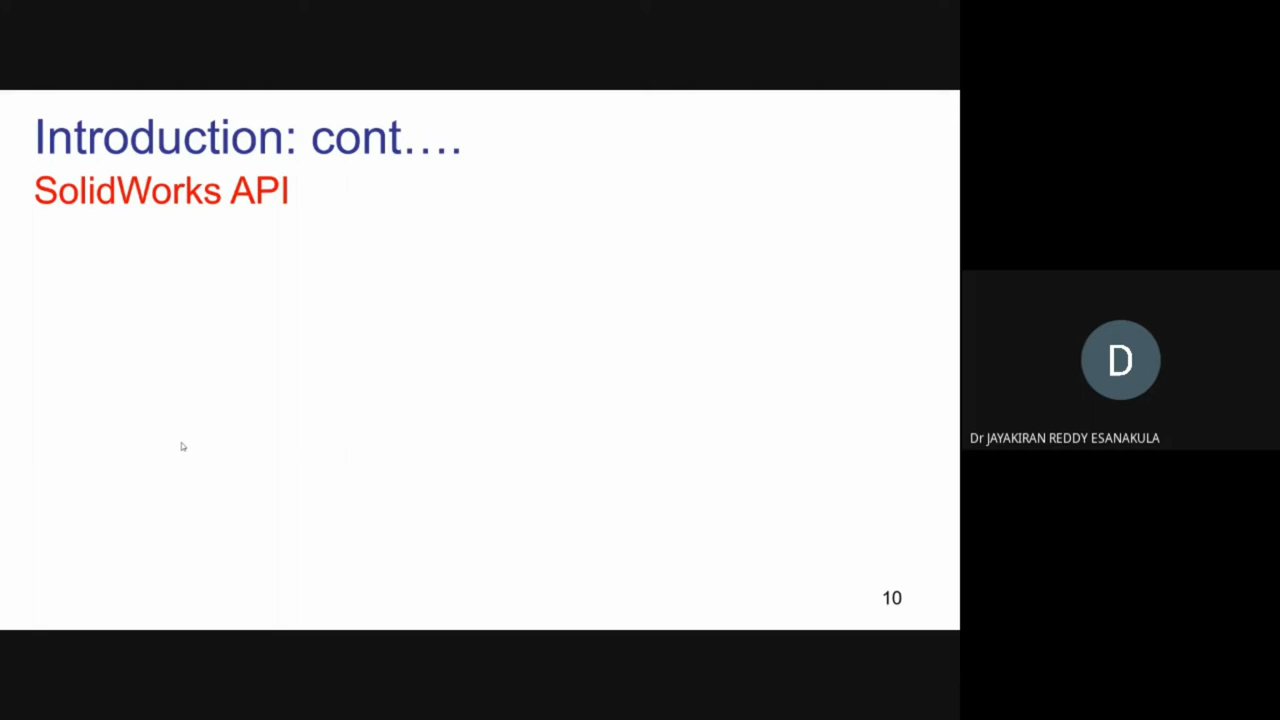 Introduction: cont….
SolidWorks API
10
D
Dr JAYAKIRAN REDDY ESANAKULA